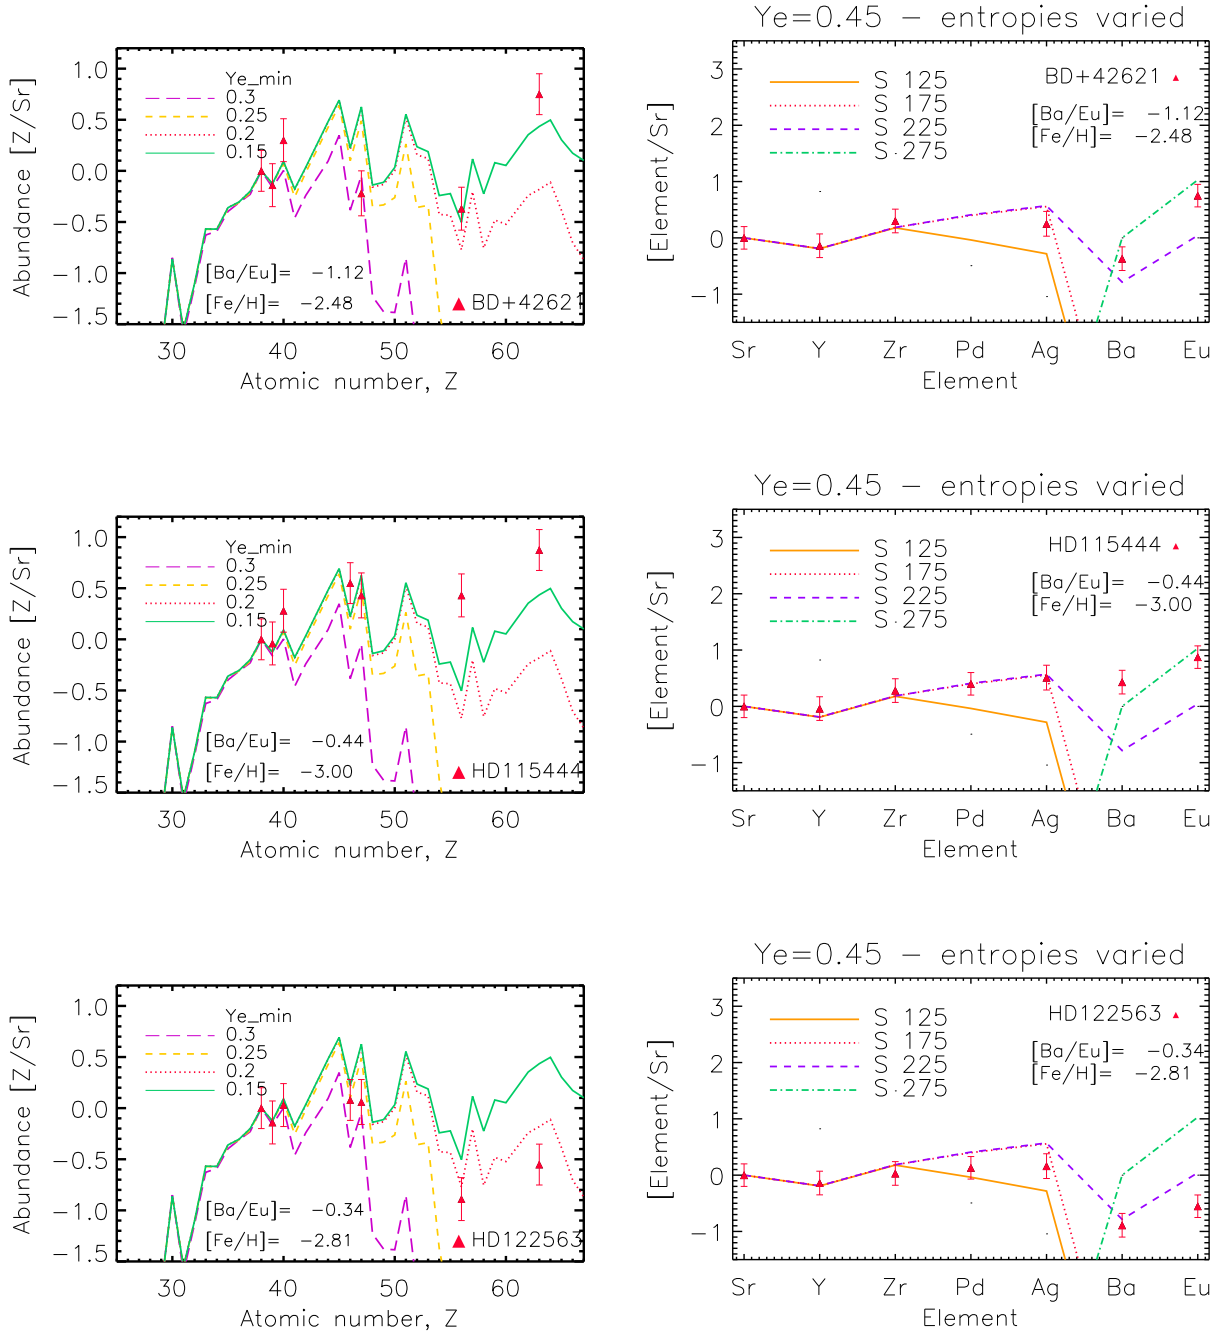 Ye_min
0.3
0.25
0.2
0.15
1.0
0.5
0.0
−0.5
−1.0
−1.5
Abundance [Z/Sr]
[Ba/Eu]= −1.12
[Fe/H]= −2.48
BD+42621
30 40 50 60
Atomic number, Z
Ye=0.45 − entropies varied
S 125
S 175
S 225
S 275
BD+42621
[Ba/Eu]= −1.12
[Fe/H]= −2.48
3
2
1
0
−1
[Element/Sr]
Sr Y Zr Pd Ag Ba Eu
Element
Ye_min
0.3
0.25
0.2
0.15
1.0
0.5
0.0
−0.5
−1.0
−1.5
Abundance [Z/Sr]
[Ba/Eu]= −0.44
[Fe/H]= −3.00
HD115444
30 40 50 60
Atomic number, Z
Ye=0.45 − entropies varied
S 125
S 175
S 225
S 275
HD115444
[Ba/Eu]= −0.44
[Fe/H]= −3.00
3
2
1
0
−1
[Element/Sr]
Sr Y Zr Pd Ag Ba Eu
Element
Ye_min
0.3
0.25
0.2
0.15
1.0
0.5
0.0
−0.5
−1.0
−1.5
Abundance [Z/Sr]
[Ba/Eu]= −0.34
[Fe/H]= −2.81
HD122563
30 40 50 60
Atomic number, Z
Ye=0.45 − entropies varied
S 125
S 175
S 225
S 275
HD122563
[Ba/Eu]= −0.34
[Fe/H]= −2.81
3
2
1
0
−1
[Element/Sr]
Sr Y Zr Pd Ag Ba Eu
Element